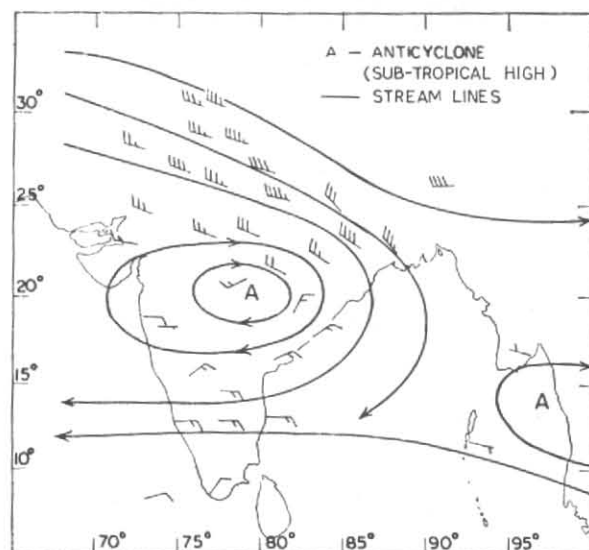 A – ANTICYCLONE
(SUB-TROPICAL HIGH)
— STREAM LINES
30°
25°
20°
A
15°
A
10°
70°
75°
80°
85°
90°
95°